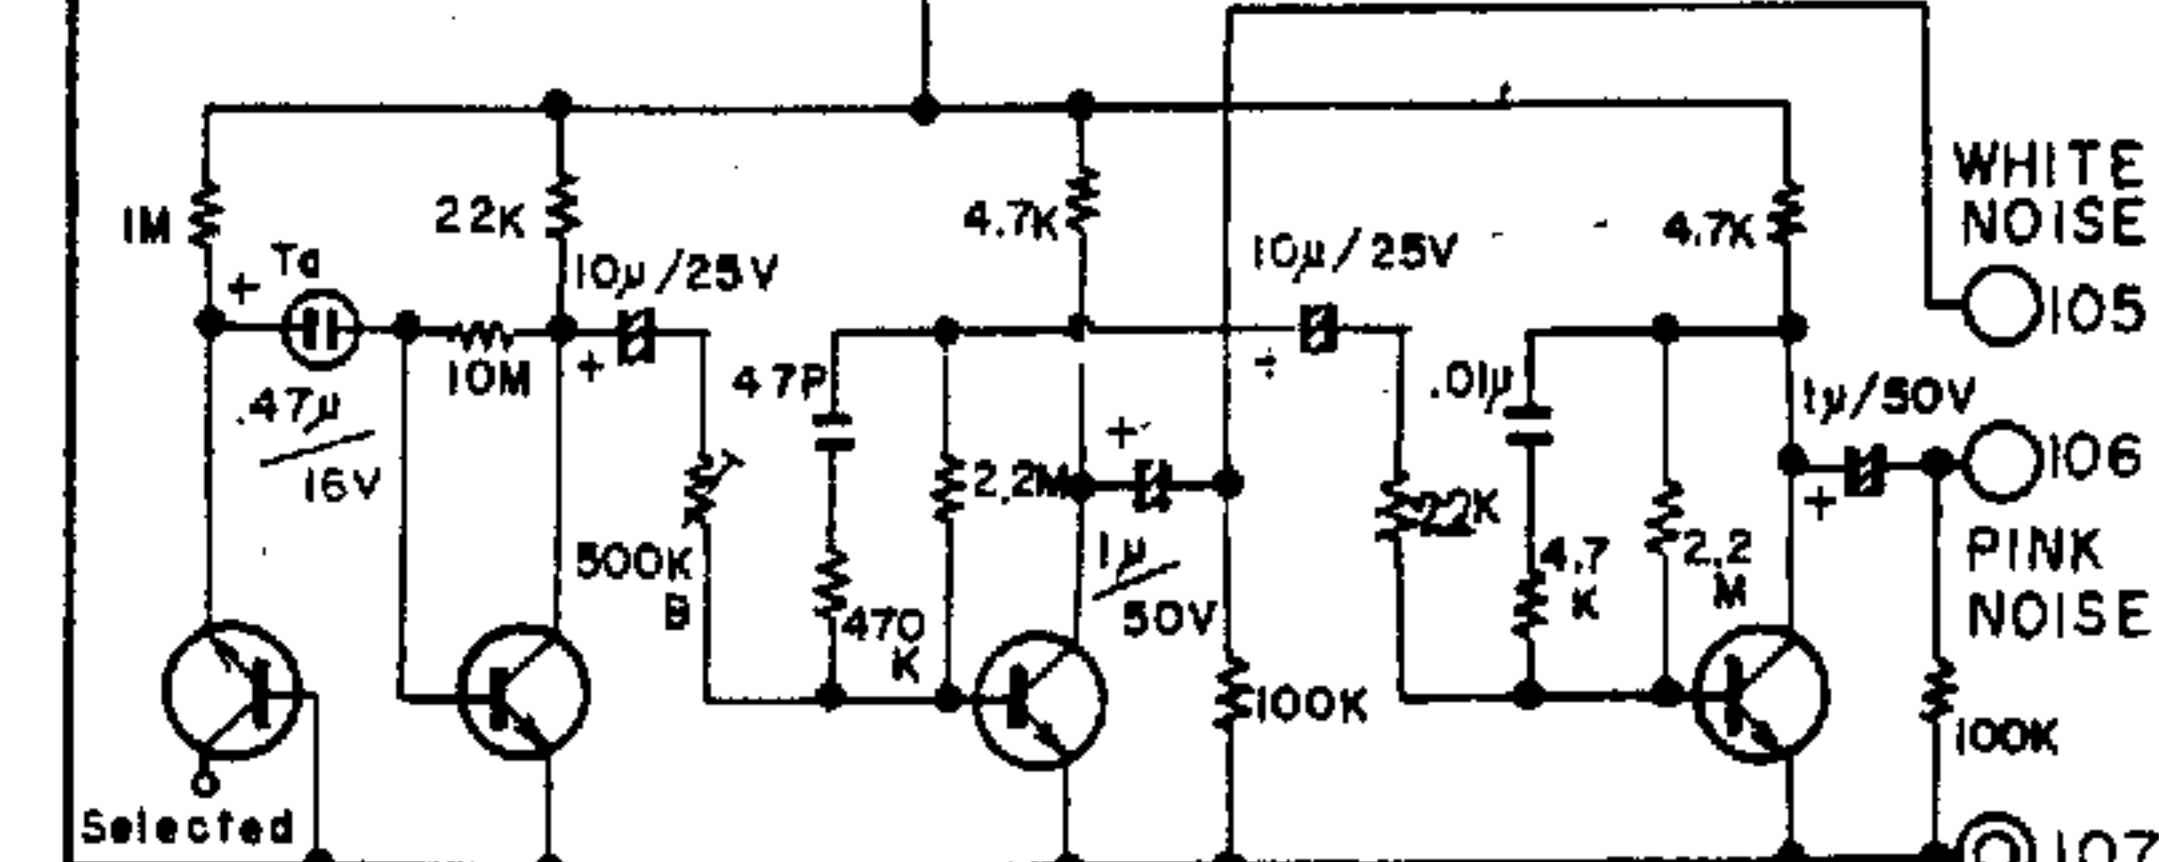 WHITE
NOISE
105
1M
22K
4.7K
4.7K
+
Ta
10μ/25V
10μ/25V
10M
+
47P
+
.01μ
1μ/50V
106
.47μ
/
16V
+
2.2M
22K
+
500K
B
1μ
/
50V
4.7
K
2.2
M
PINK
NOISE
470
K
100K
100K
Selected
107